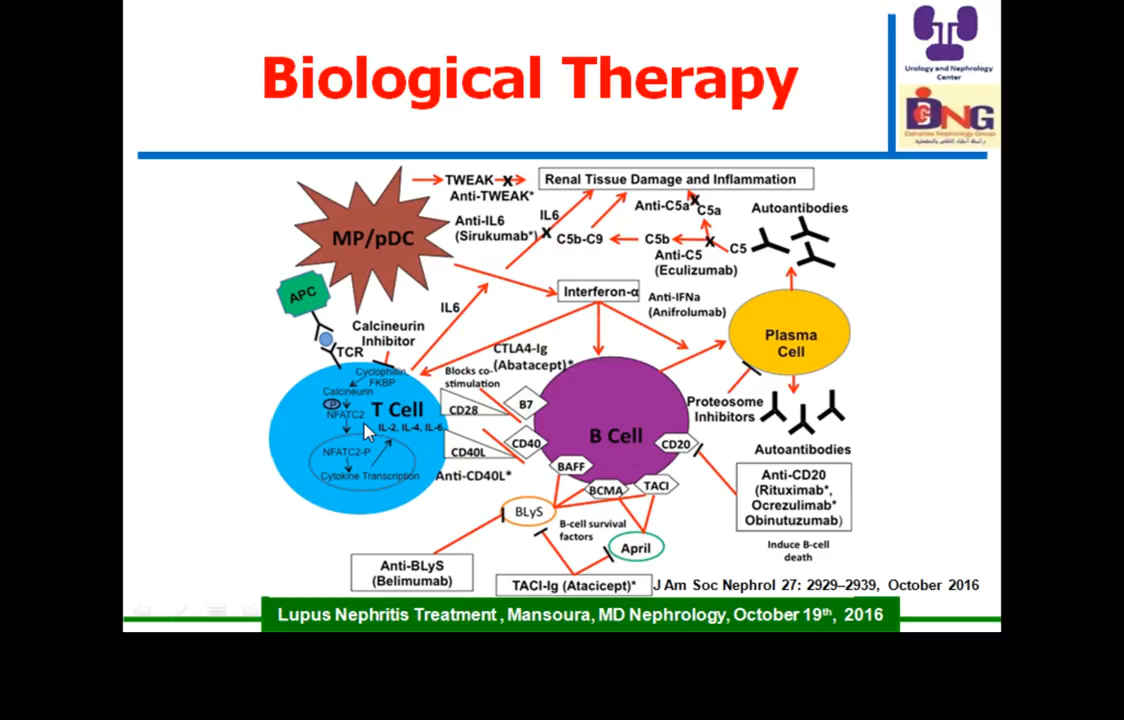 Biological Therapy
Urology and Nephrology
Center
DCNG
TWEAK
X
Anti-TWEAK*
Renal Tissue Damage and Inflammation
MP/pDC
Anti-IL6
(Sirukumab*)
IL6
X
C5b-C9
C5b
X
Anti-C5a
X
C5a
C5
Anti-C5
(Eculizumab)
Autoantibodies
APC
Interferon-α
Anti-IFNa
(Anifrolumab)
Plasma
Cell
IL6
Calcineurin
Inhibitor
TCR
Cyclophilin
FKBP
Calcineurin
P
NFATC2
T Cell
IL-2, IL-4, IL-6
NFATC2-P
Cytokine Transcription
CTLA4-Ig
(Abatacept)*
Blocks co-
stimulation
CD28
B7
CD40L
CD40
Anti-CD40L*
B Cell
CD20
BAFF
BCMA
TACI
Proteosome
Inhibitors
Autoantibodies
Anti-CD20
(Rituximab*,
Ocrezulimab*
Obinutuzumab)
Induce B-cell
death
BLyS
B-cell survival
factors
April
Anti-BLyS
(Belimumab)
TACI-Ig (Atacicept)*
J Am Soc Nephrol 27: 2929–2939, October 2016
Lupus Nephritis Treatment , Mansoura, MD Nephrology, October 19th, 2016